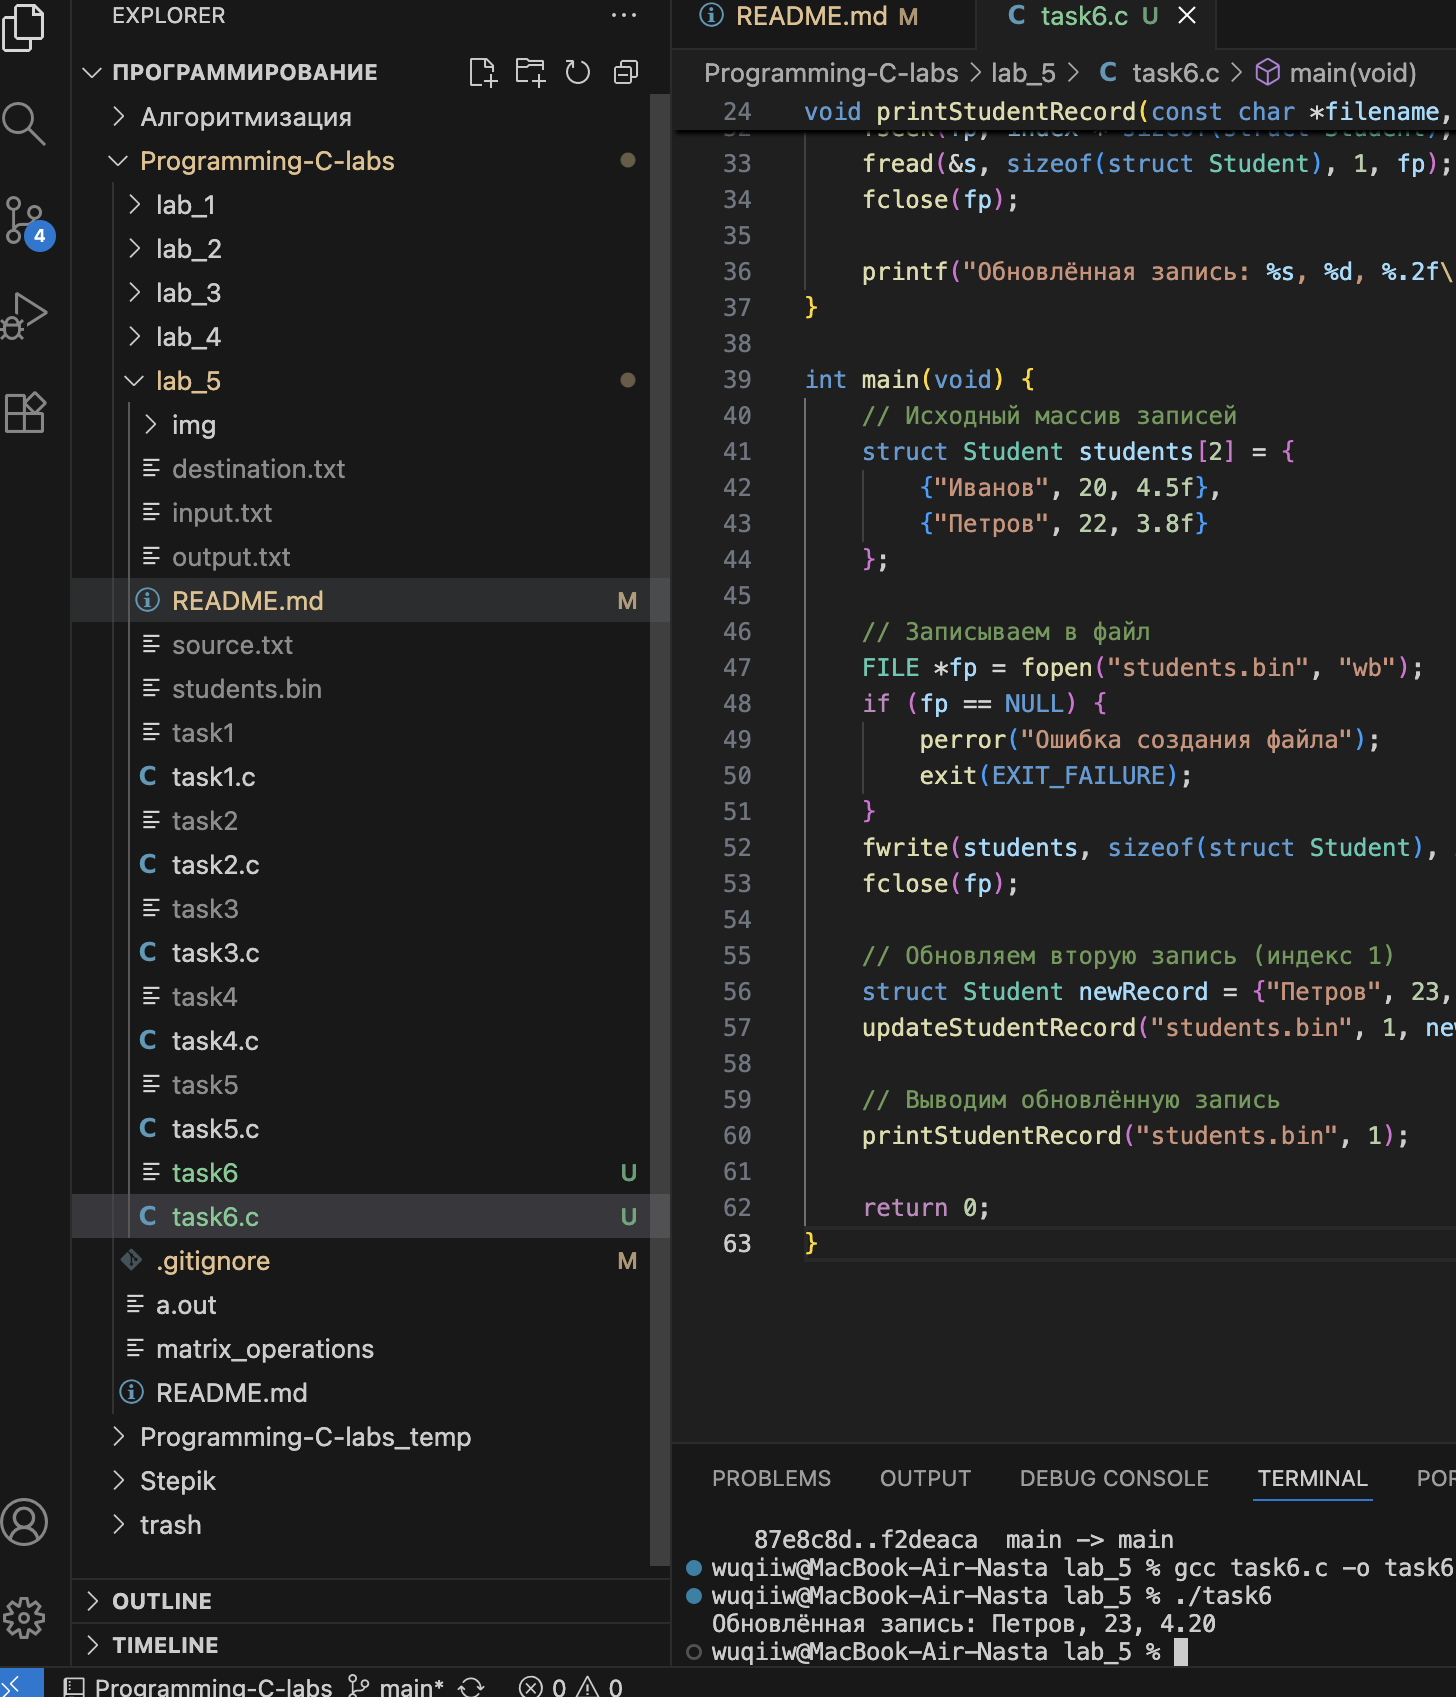 EXPLORER
ПРОГРАММИРОВАНИЕ
Алгоритмизация
Programming-C-labs
lab_1
lab_2
4
lab_3
lab_4
lab_5
img
destination.txt
input.txt
output.txt
README.md M
source.txt
students.bin
task1
task1.c
task2
task2.c
task3
task3.c
task4
task4.c
task5
task5.c
task6 U
task6.c U
.gitignore M
a.out
matrix_operations
README.md
Programming-C-labs_temp
Stepik
trash
OUTLINE
TIMELINE
README.md M
C task6.c U
Programming-C-labs > lab_5 > C task6.c > main(void)
24 void printStudentRecord(const char *filename,
33 fread(&s, sizeof(struct Student), 1, fp);
34 fclose(fp);
35
36 printf("Обновлённая запись: %s, %d, %.2f\
37 }
38
39 int main(void) {
40 // Исходный массив записей
41 struct Student students[2] = {
42 {"Иванов", 20, 4.5f},
43 {"Петров", 22, 3.8f}
44 };
45
46 // Записываем в файл
47 FILE *fp = fopen("students.bin", "wb");
48 if (fp == NULL) {
49 perror("Ошибка создания файла");
50 exit(EXIT_FAILURE);
51 }
52 fwrite(students, sizeof(struct Student),
53 fclose(fp);
54
55 // Обновляем вторую запись (индекс 1)
56 struct Student newRecord = {"Петров", 23,
57 updateStudentRecord("students.bin", 1, ne
58
59 // Выводим обновлённую запись
60 printStudentRecord("students.bin", 1);
61
62 return 0;
63 }
PROBLEMS OUTPUT DEBUG CONSOLE TERMINAL POR
87e8c8d..f2deaca main -> main
wuqiiw@MacBook-Air-Nasta lab_5 % gcc task6.c -o task6
wuqiiw@MacBook-Air-Nasta lab_5 % ./task6
Обновлённая запись: Петров, 23, 4.20
wuqiiw@MacBook-Air-Nasta lab_5 %
Programming-C-labs main* 0 0